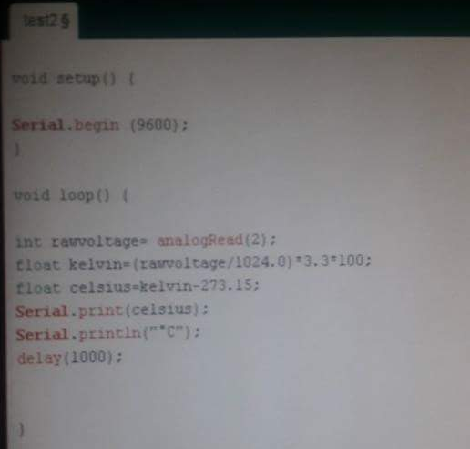 test2 §
void setup() {
Serial.begin (9600);
}
void loop() {
int rawvoltage= analogRead(2);
float kelvin=(rawvoltage/1024.0)*3.3*100;
float celsius=kelvin-273.15;
Serial.print(celsius);
Serial.println("°C");
delay(1000);
}